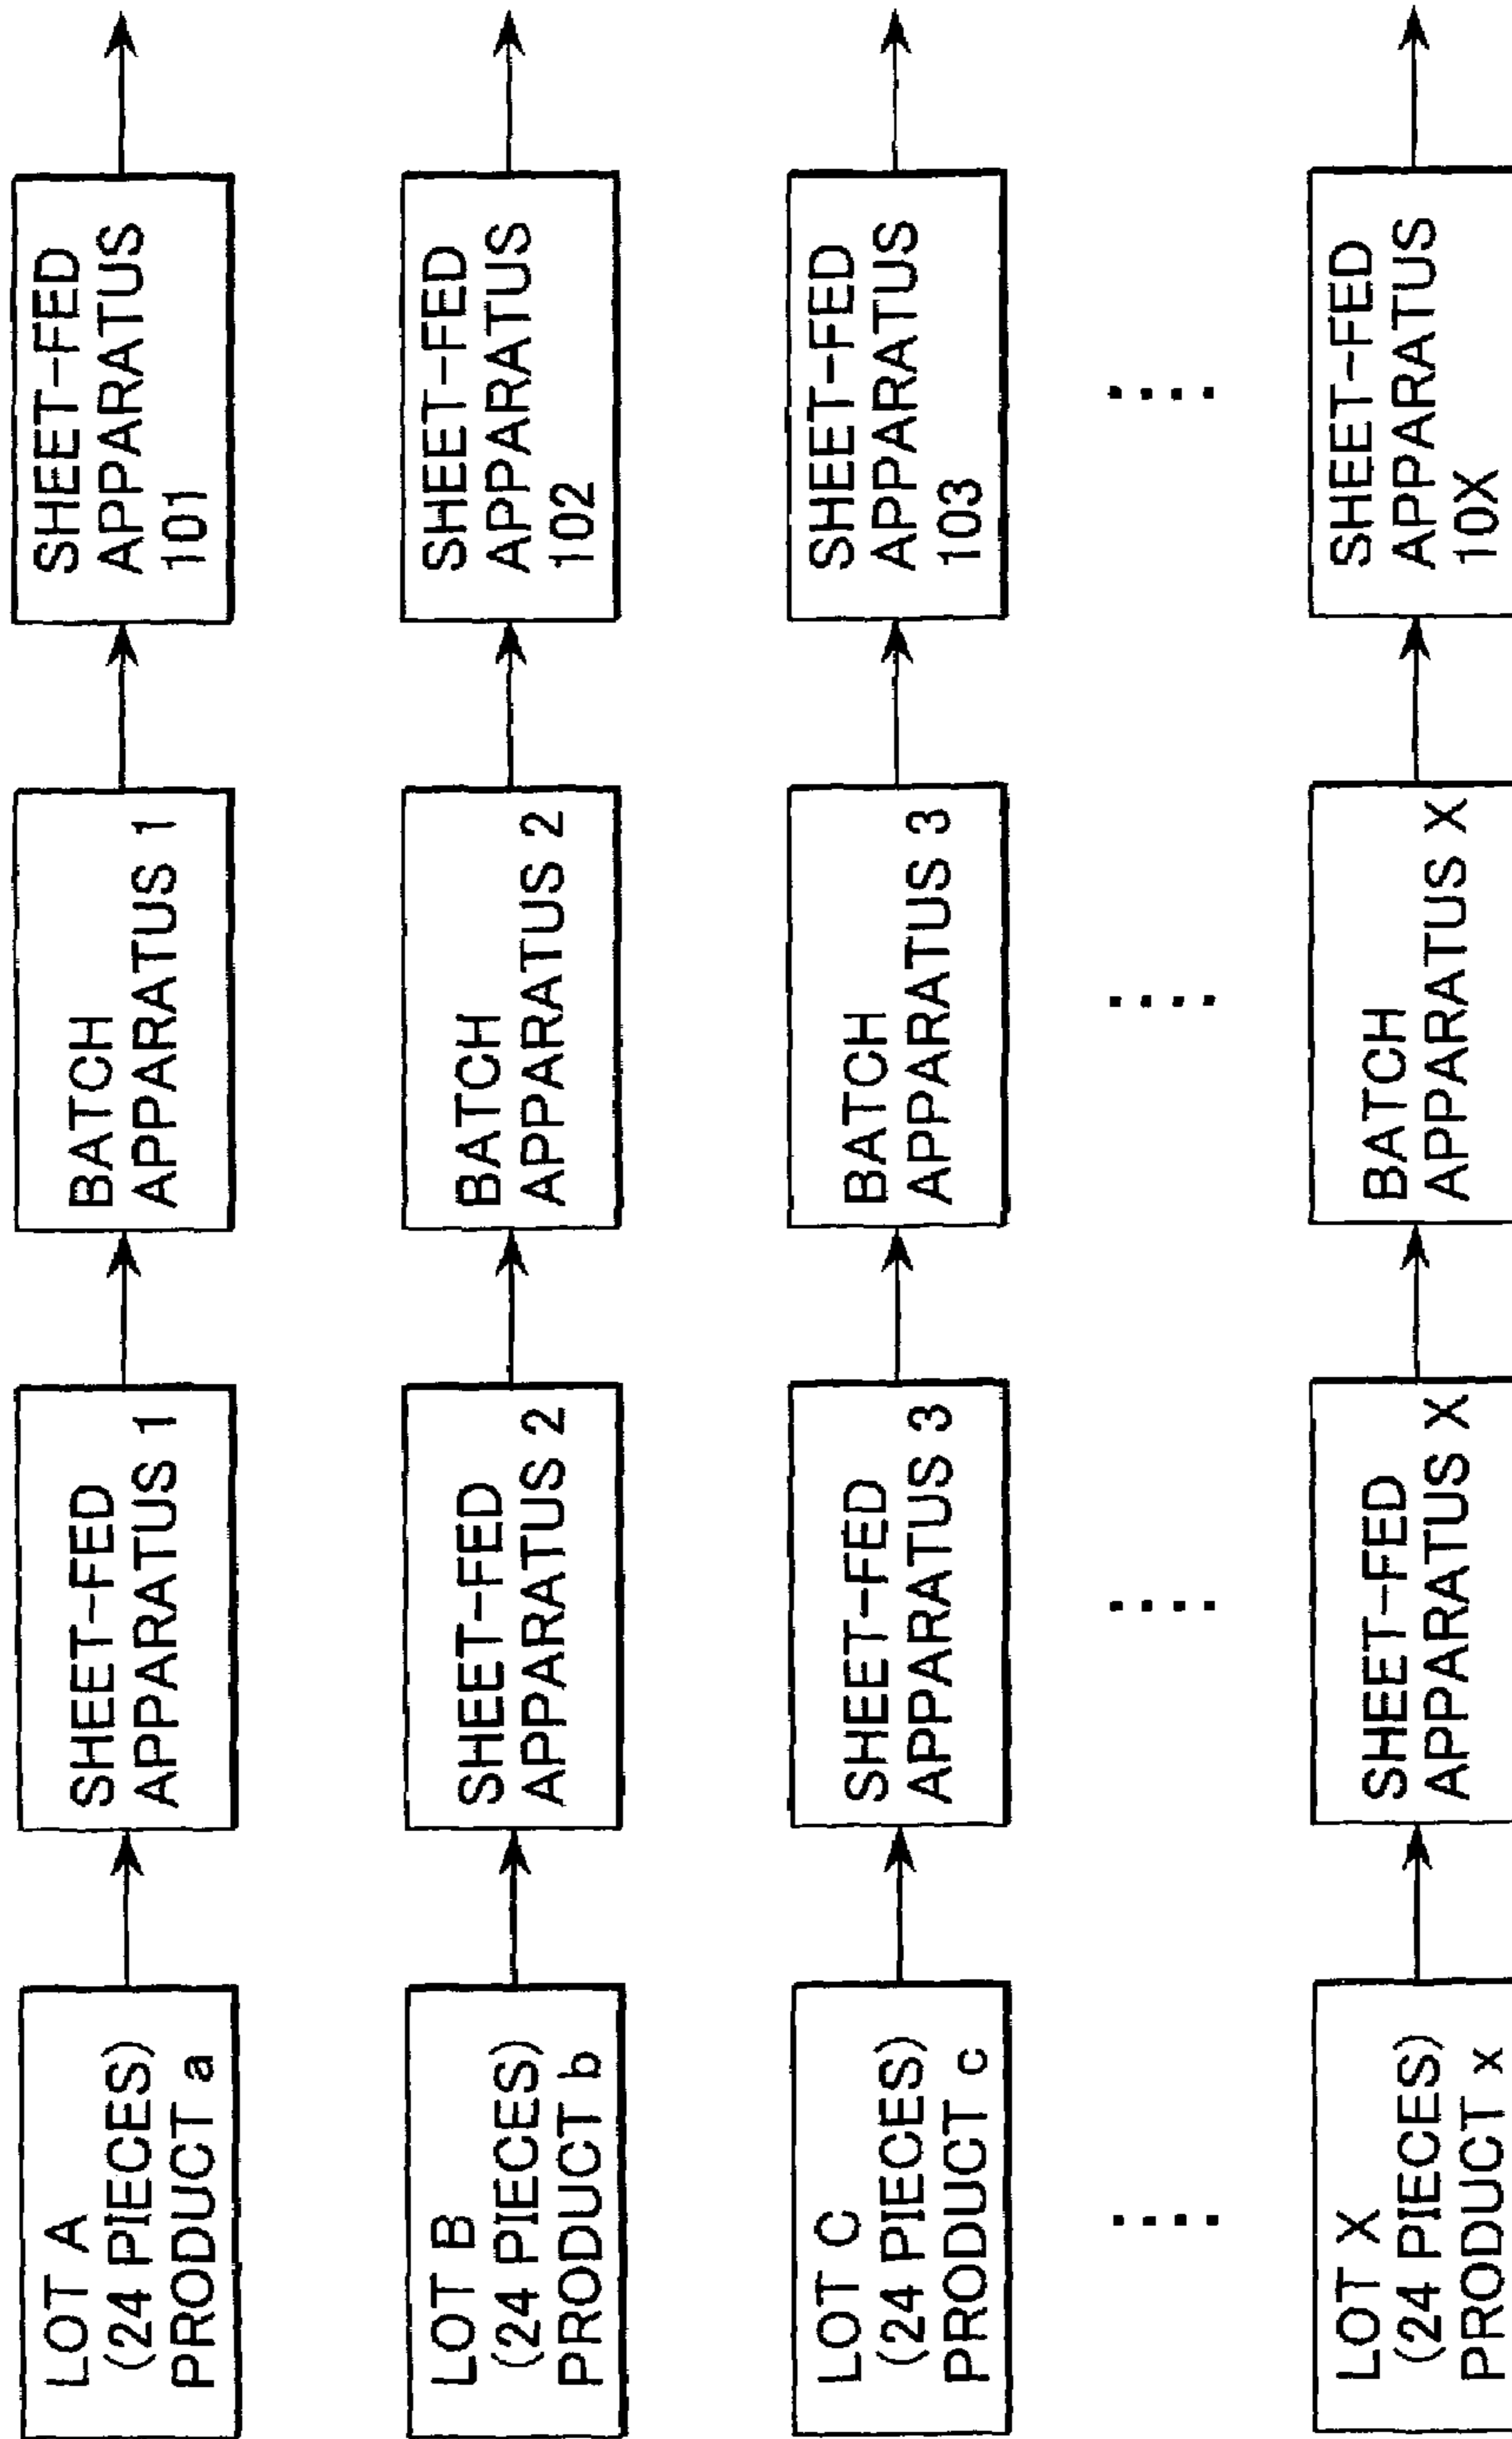 LOT A
(24 PIECES)
PRODUCT a
SHEET-FED
APPARATUS 1
BATCH
APPARATUS 1
SHEET-FED
APPARATUS
101
LOT B
(24 PIECES)
PRODUCT b
SHEET-FED
APPARATUS 2
BATCH
APPARATUS 2
SHEET-FED
APPARATUS
102
LOT C
(24 PIECES)
PRODUCT c
SHEET-FED
APPARATUS 3
BATCH
APPARATUS 3
SHEET-FED
APPARATUS
103
LOT X
(24 PIECES)
PRODUCT x
SHEET-FED
APPARATUS X
BATCH
APPARATUS X
SHEET-FED
APPARATUS
10X